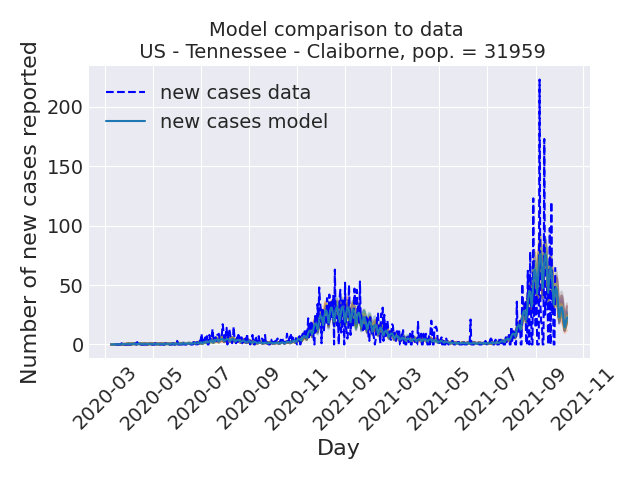 Model comparison to data
US - Tennessee - Claiborne, pop. = 31959
Number of new cases reported
200
150
100
50
0
new cases data
new cases model
2020-03
2020-05
2020-07
2020-09
2020-11
2021-01
2021-03
2021-05
2021-07
2021-09
2021-11
Day